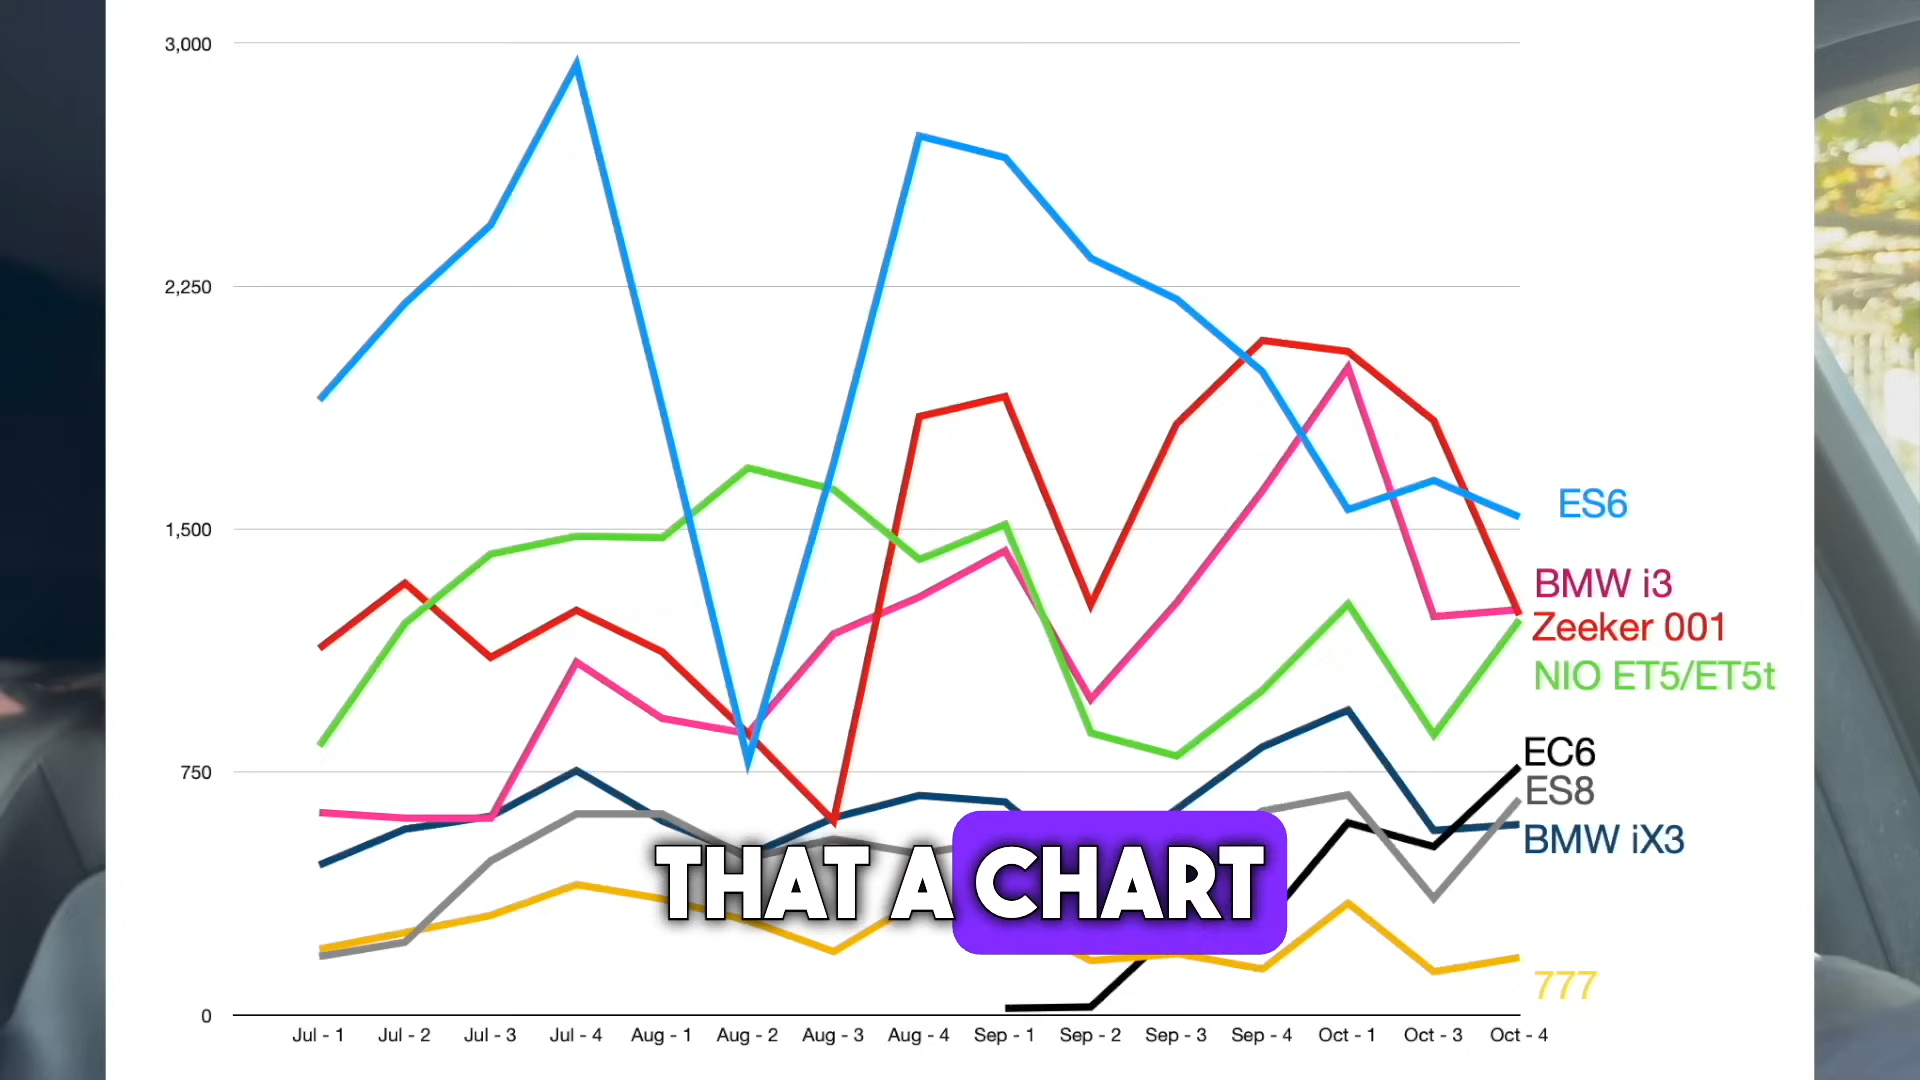 3,000
2,250
1,500
750
0
ES6
BMW i3
Zeeker 001
NIO ET5/ET5t
EC6
ES8
BMW iX3
777
THAT A CHART
Jul - 1 Jul - 2 Jul - 3 Jul - 4 Aug - 1 Aug - 2 Aug - 3 Aug - 4 Sep - 1 Sep - 2 Sep - 3 Sep - 4 Oct - 1 Oct - 3 Oct - 4